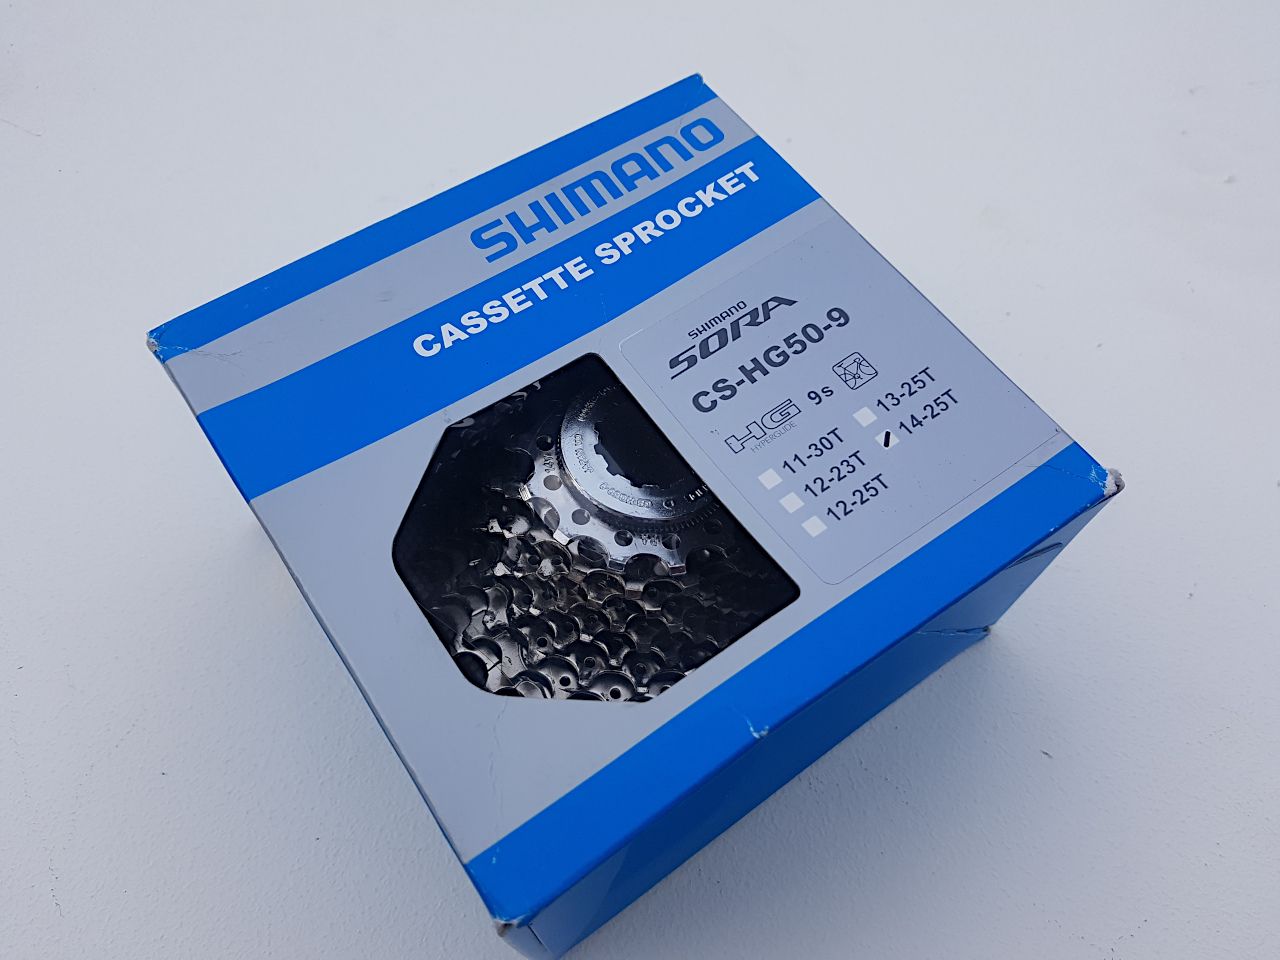 SHIMANO
CASSETTE SPROCKET
SHIMANO
SORA
CS-HG50-9
HG 9s
HYPERGLIDE
11-30T
12-23T
12-25T
13-25T
14-25T